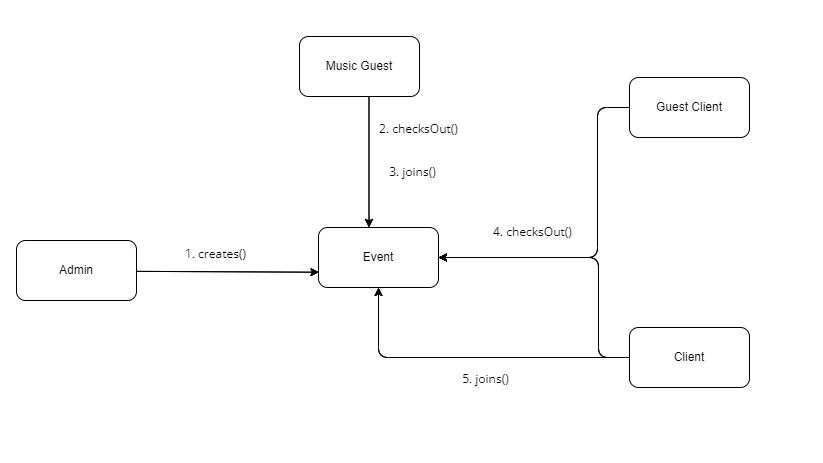 Music Guest
Guest Client
2. checksOut()
3. joins()
4. checksOut()
1. creates()
Event
Admin
Client
5. joins()